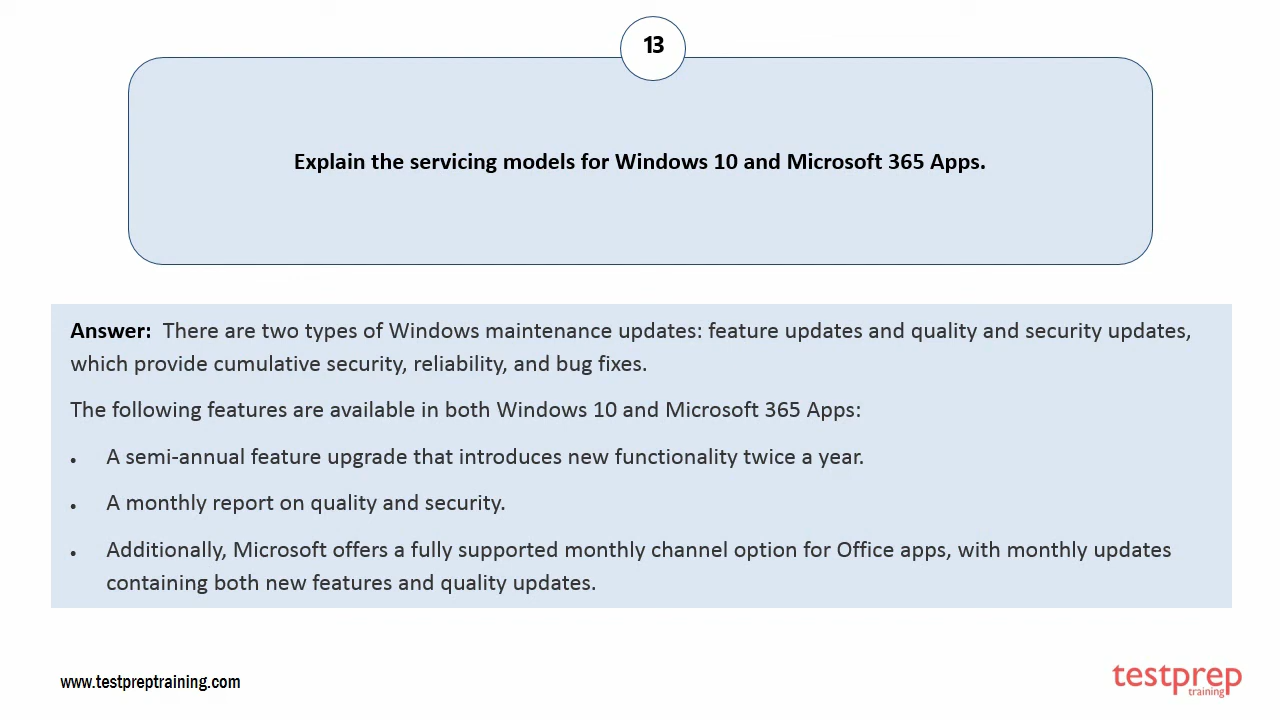 13
Explain the servicing models for Windows 10 and Microsoft 365 Apps.
Answer: There are two types of Windows maintenance updates: feature updates and quality and security updates,
which provide cumulative security, reliability, and bug fixes.
The following features are available in both Windows 10 and Microsoft 365 Apps:
• A semi-annual feature upgrade that introduces new functionality twice a year.
• A monthly report on quality and security.
• Additionally, Microsoft offers a fully supported monthly channel option for Office apps, with monthly updates
containing both new features and quality updates.
www.testpreptraining.com
testprep
training